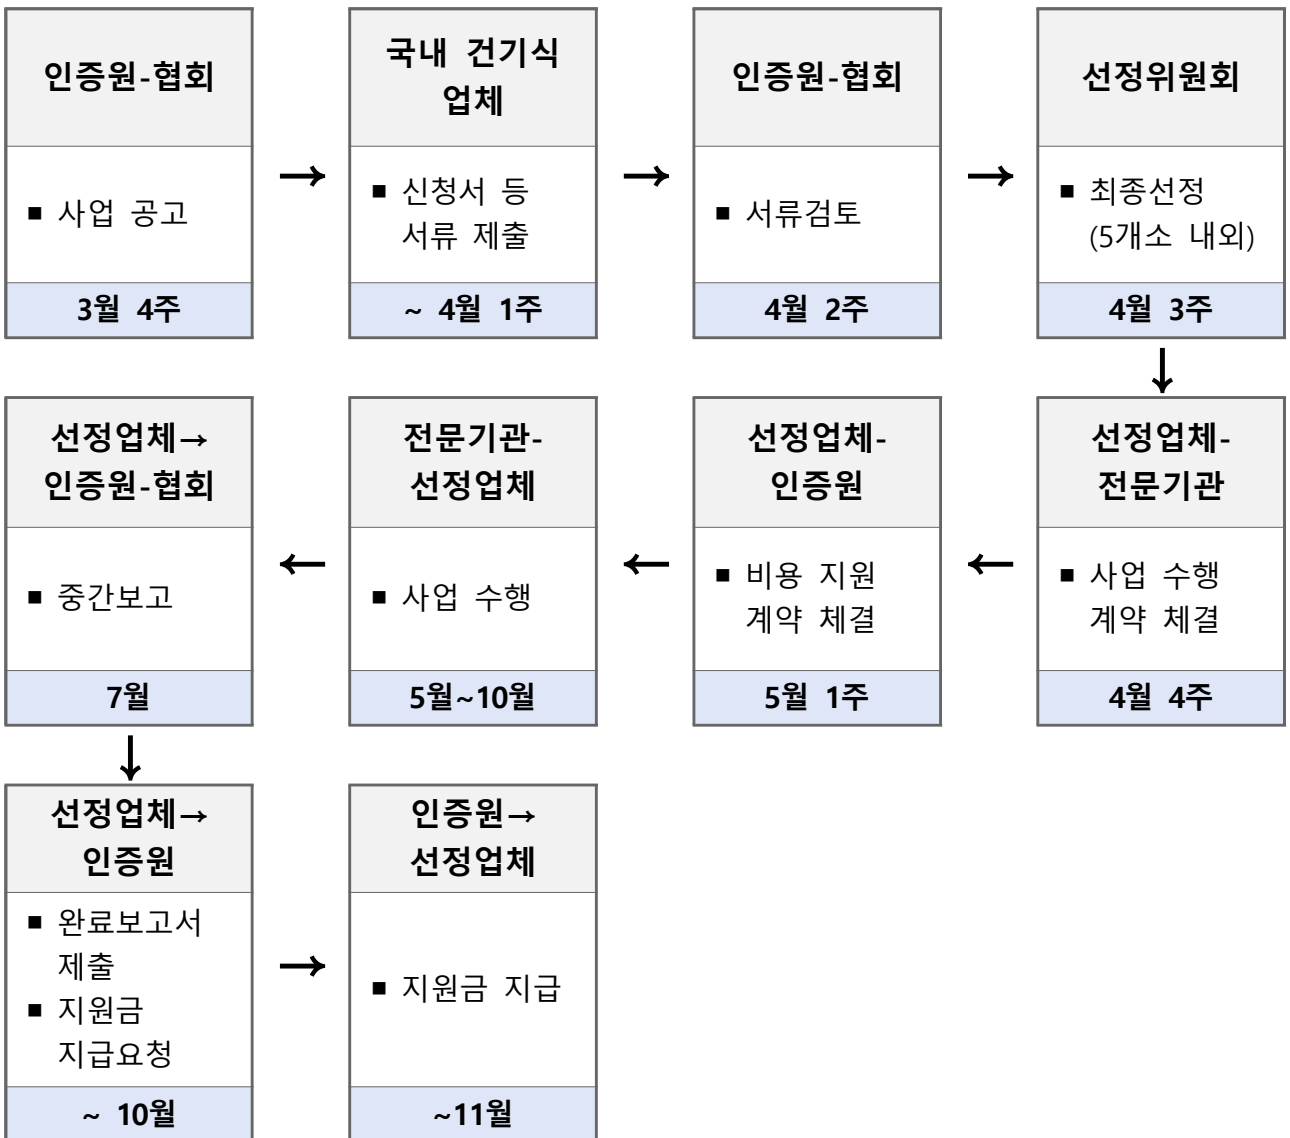 인증원-협회
■ 사업 공고
3월 4주
→
국내 건기식
업체
■ 신청서 등
서류 제출
~ 4월 1주
→
인증원-협회
■ 서류검토
4월 2주
→
선정위원회
■ 최종선정
(5개소 내외)
4월 3주
↓
선정업체-
전문기관
■ 사업 수행
계약 체결
4월 4주
←
선정업체-
인증원
■ 비용 지원
계약 체결
5월 1주
←
전문기관-
선정업체
■ 사업 수행
5월~10월
←
선정업체→
인증원-협회
■ 중간보고
7월
↓
선정업체→
인증원
■ 완료보고서
제출
■ 지원금
지급요청
~ 10월
→
인증원→
선정업체
■ 지원금 지급
~11월